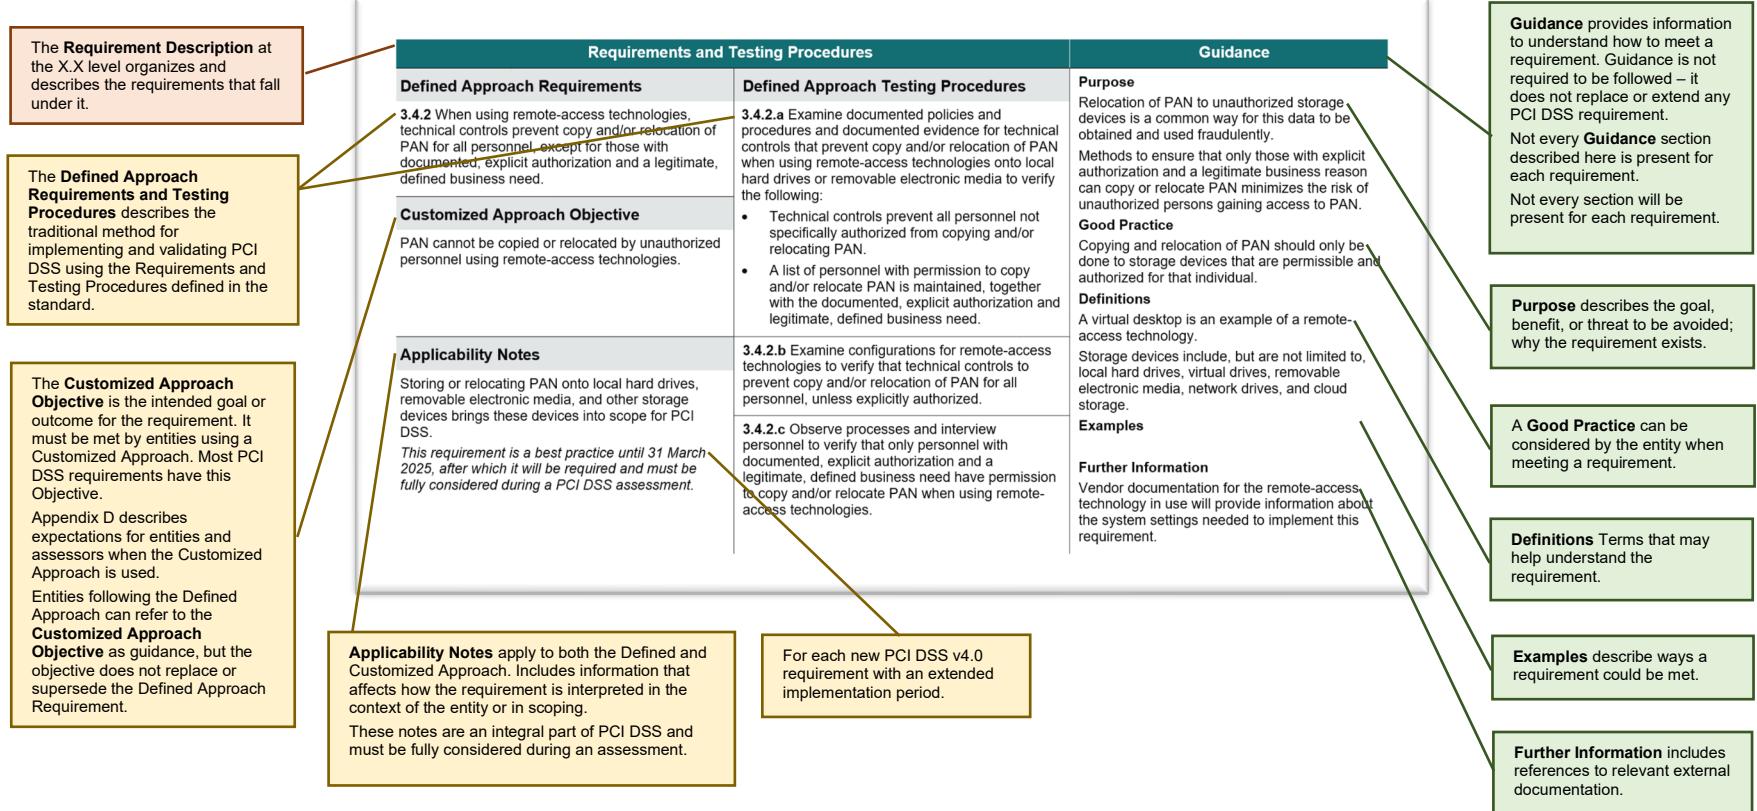 The Requirement Description at
the X.X level organizes and
describes the requirements that fall
under it.
The Defined Approach
Requirements and Testing
Procedures describes the
traditional method for
implementing and validating PCI
DSS using the Requirements and
Testing Procedures defined in the
standard.
The Customized Approach
Objective is the intended goal or
outcome for the requirement. It
must be met by entities using a
Customized Approach. Most PCI
DSS requirements have this
Objective.
Appendix D describes
expectations for entities and
assessors when the Customized
Approach is used.
Entities following the Defined
Approach can refer to the
Customized Approach
Objective as guidance, but the
objective does not replace or
supersede the Defined Approach
Requirement.
Requirements and Testing Procedures
Guidance
Defined Approach Requirements
3.4.2 When using remote-access technologies,
technical controls prevent copy and/or relocation of
PAN for all personnel, except for those with
documented, explicit authorization and a legitimate,
defined business need.
Customized Approach Objective
PAN cannot be copied or relocated by unauthorized
personnel using remote-access technologies.
Applicability Notes
Storing or relocating PAN onto local hard drives,
removable electronic media, and other storage
devices brings these devices into scope for PCI
DSS.
This requirement is a best practice until 31 March
2025, after which it will be required and must be
fully considered during a PCI DSS assessment.
Defined Approach Testing Procedures
3.4.2.a Examine documented policies and
procedures and documented evidence for technical
controls that prevent copy and/or relocation of PAN
when using remote-access technologies onto local
hard drives or removable electronic media to verify
the following:
• Technical controls prevent all personnel not
specifically authorized from copying and/or
relocating PAN.
• A list of personnel with permission to copy
and/or relocate PAN is maintained, together
with the documented, explicit authorization and
legitimate, defined business need.
3.4.2.b Examine configurations for remote-access
technologies to verify that technical controls to
prevent copy and/or relocation of PAN for all
personnel, unless explicitly authorized.
3.4.2.c Observe processes and interview
personnel to verify that only personnel with
documented, explicit authorization and a
legitimate, defined business need have permission
to copy and/or relocate PAN when using remote-
access technologies.
Purpose
Relocation of PAN to unauthorized storage
devices is a common way for this data to be
obtained and used fraudulently.
Methods to ensure that only those with explicit
authorization and a legitimate business reason
can copy or relocate PAN minimizes the risk of
unauthorized persons gaining access to PAN.
Good Practice
Copying and relocation of PAN should only be
done to storage devices that are permissible and
authorized for that individual.
Definitions
A virtual desktop is an example of a remote-
access technology.
Storage devices include, but are not limited to,
local hard drives, virtual drives, removable
electronic media, network drives, and cloud
storage.
Examples
Further Information
Vendor documentation for the remote-access
technology in use will provide information about
the system settings needed to implement this
requirement.
Applicability Notes apply to both the Defined and
Customized Approach. Includes information that
affects how the requirement is interpreted in the
context of the entity or in scoping.
These notes are an integral part of PCI DSS and
must be fully considered during an assessment.
For each new PCI DSS v4.0
requirement with an extended
implementation period.
Guidance provides information
to understand how to meet a
requirement. Guidance is not
required to be followed – it
does not replace or extend any
PCI DSS requirement.
Not every Guidance section
described here is present for
each requirement.
Not every section will be
present for each requirement.
Purpose describes the goal,
benefit, or threat to be avoided;
why the requirement exists.
A Good Practice can be
considered by the entity when
meeting a requirement.
Definitions Terms that may
help understand the
requirement.
Examples describe ways a
requirement could be met.
Further Information includes
references to relevant external
documentation.